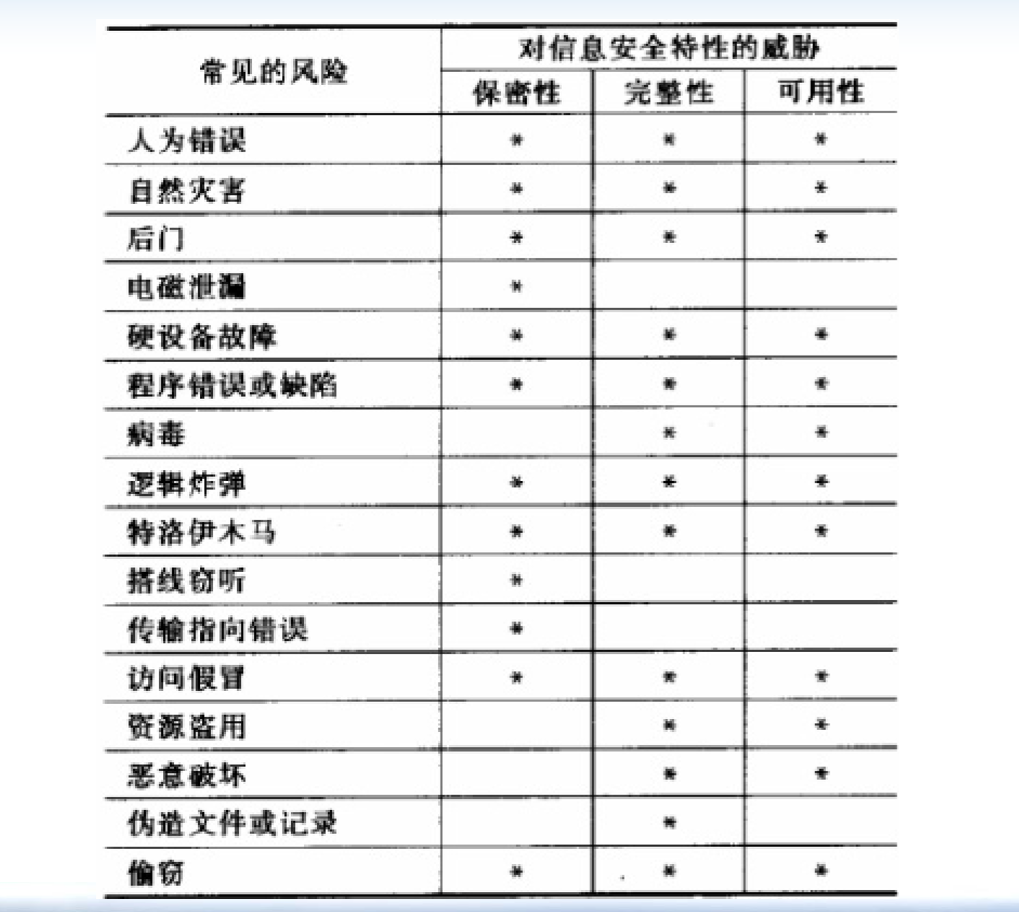 常见的风险 对信息安全特性的威胁
保密性 完整性 可用性
人为错误 * * *
自然灾害 * * *
后门 * * *
电磁泄漏 *
硬设备故障 * * *
程序错误或缺陷 * * *
病毒 * *
逻辑炸弹 * * *
特洛伊木马 * * *
搭线窃听 *
传输指向错误 *
访问假冒 * * *
资源盗用 * *
恶意破坏 * *
伪造文件或记录 *
偷窃 * * *